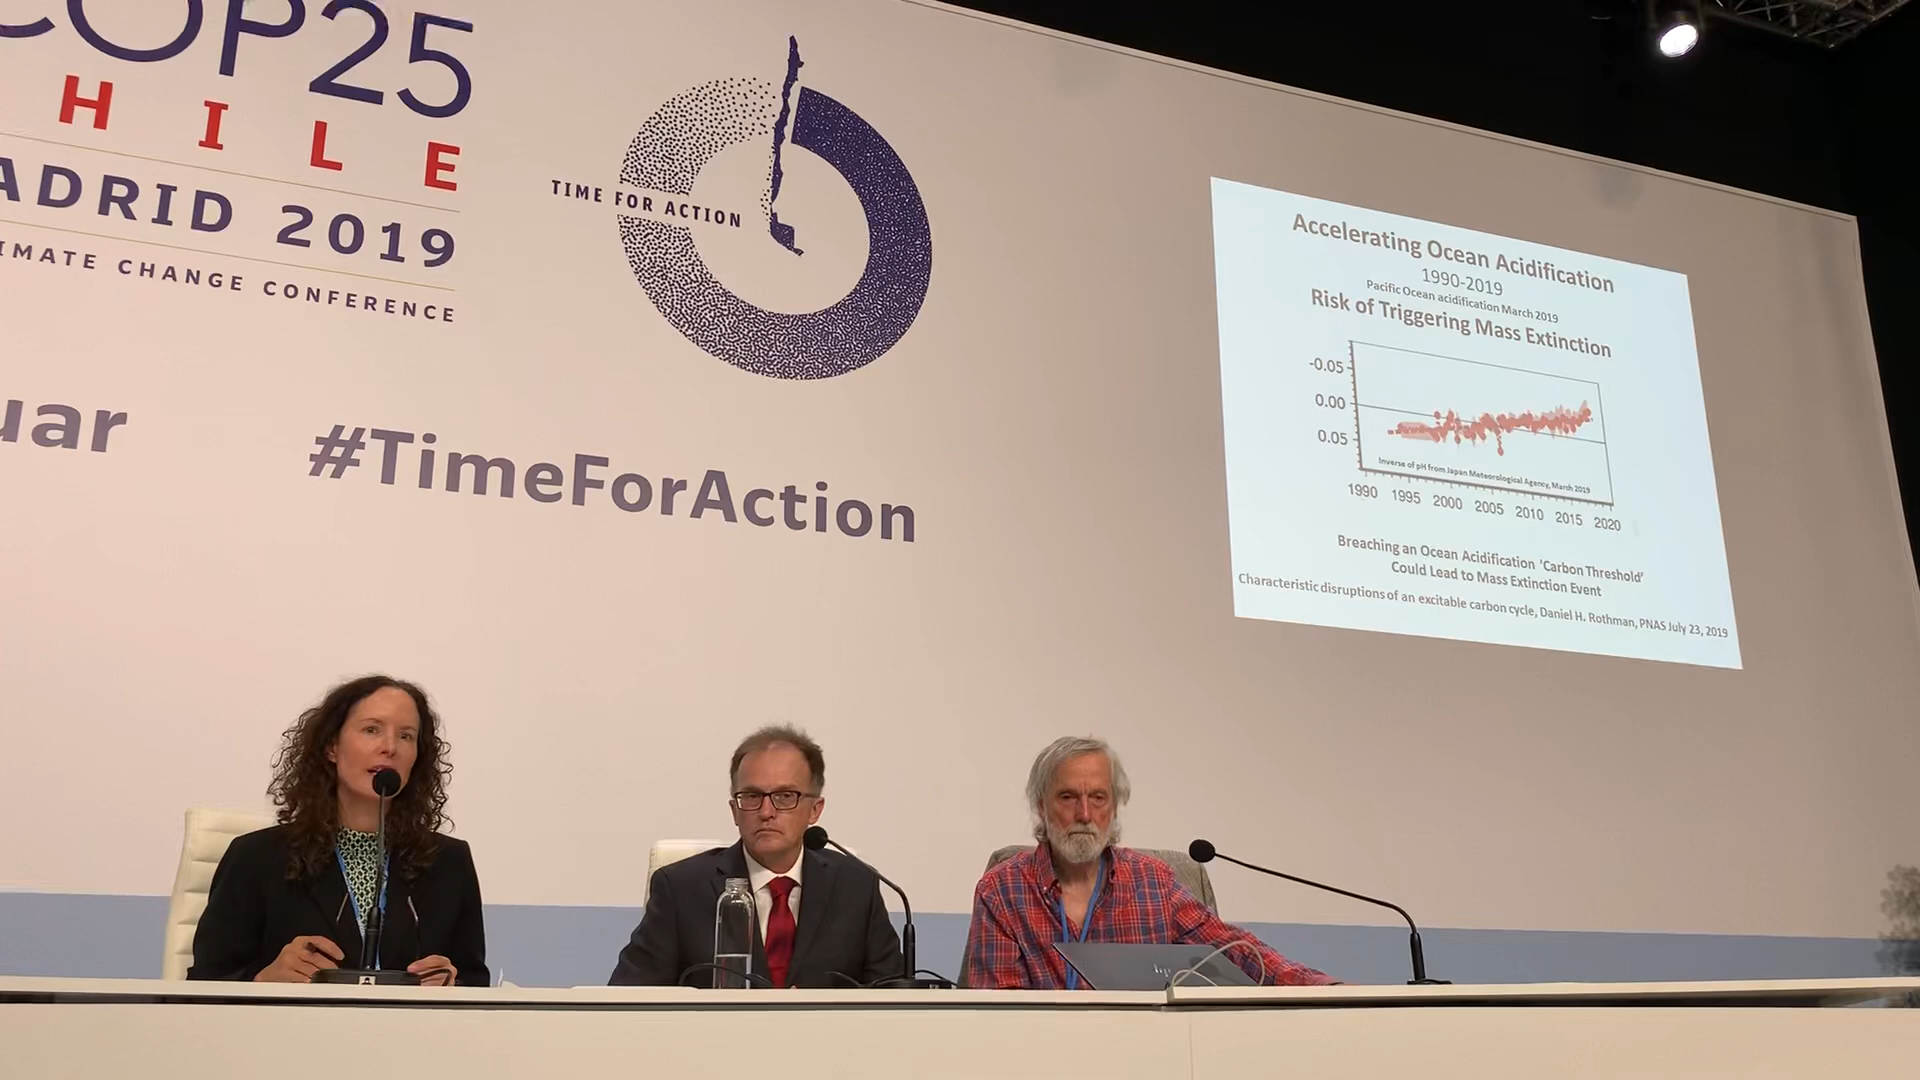 COP25
HILE
ADRID 2019
IMATE CHANGE CONFERENCE
TIME FOR ACTION
uar
#TimeForAction
Accelerating Ocean Acidification
1990-2019
Pacific Ocean acidification March 2019
Risk of Triggering Mass Extinction
-0.05
0.00
0.05
Inverse of pH from Japan Meteorological Agency, March 2019
1990 1995 2000 2005 2010 2015 2020
Breaching an Ocean Acidification 'Carbon Threshold'
Could Lead to Mass Extinction Event
Characteristic disruptions of an excitable carbon cycle, Daniel H. Rothman, PNAS July 23, 2019
hp